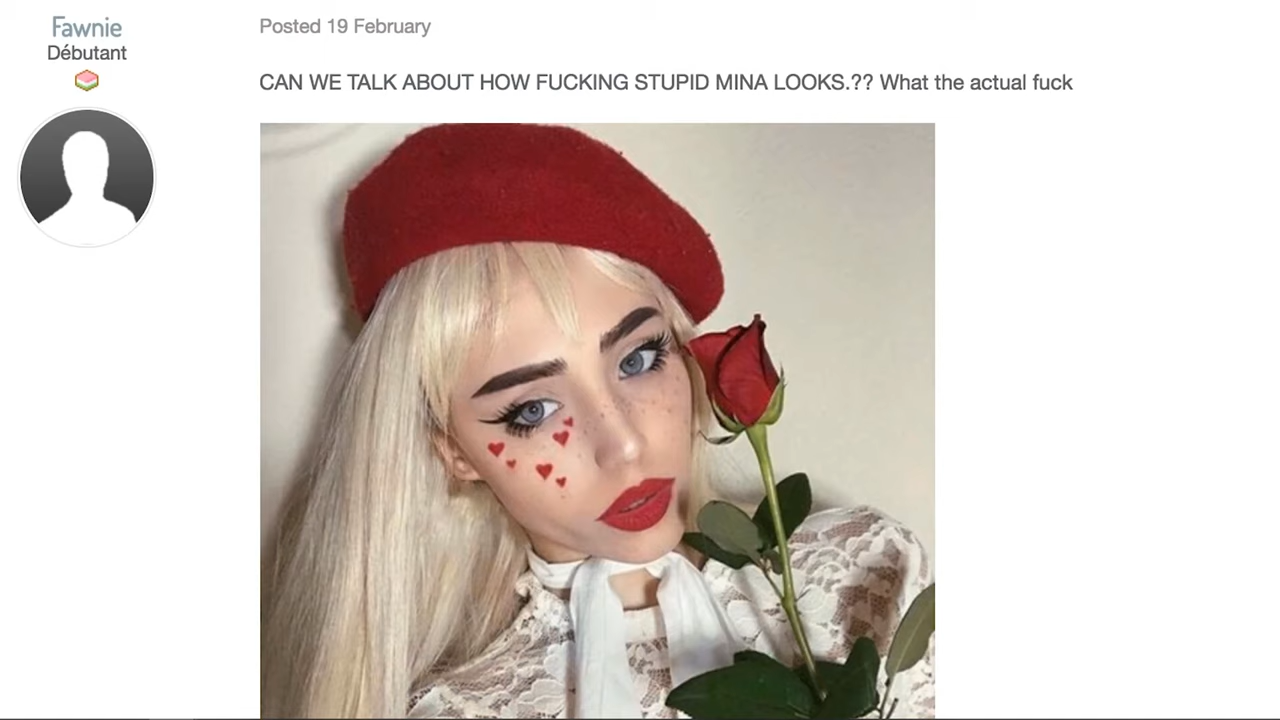 Fawnie
Débutant
Posted 19 February
CAN WE TALK ABOUT HOW FUCKING STUPID MINA LOOKS.?? What the actual fuck